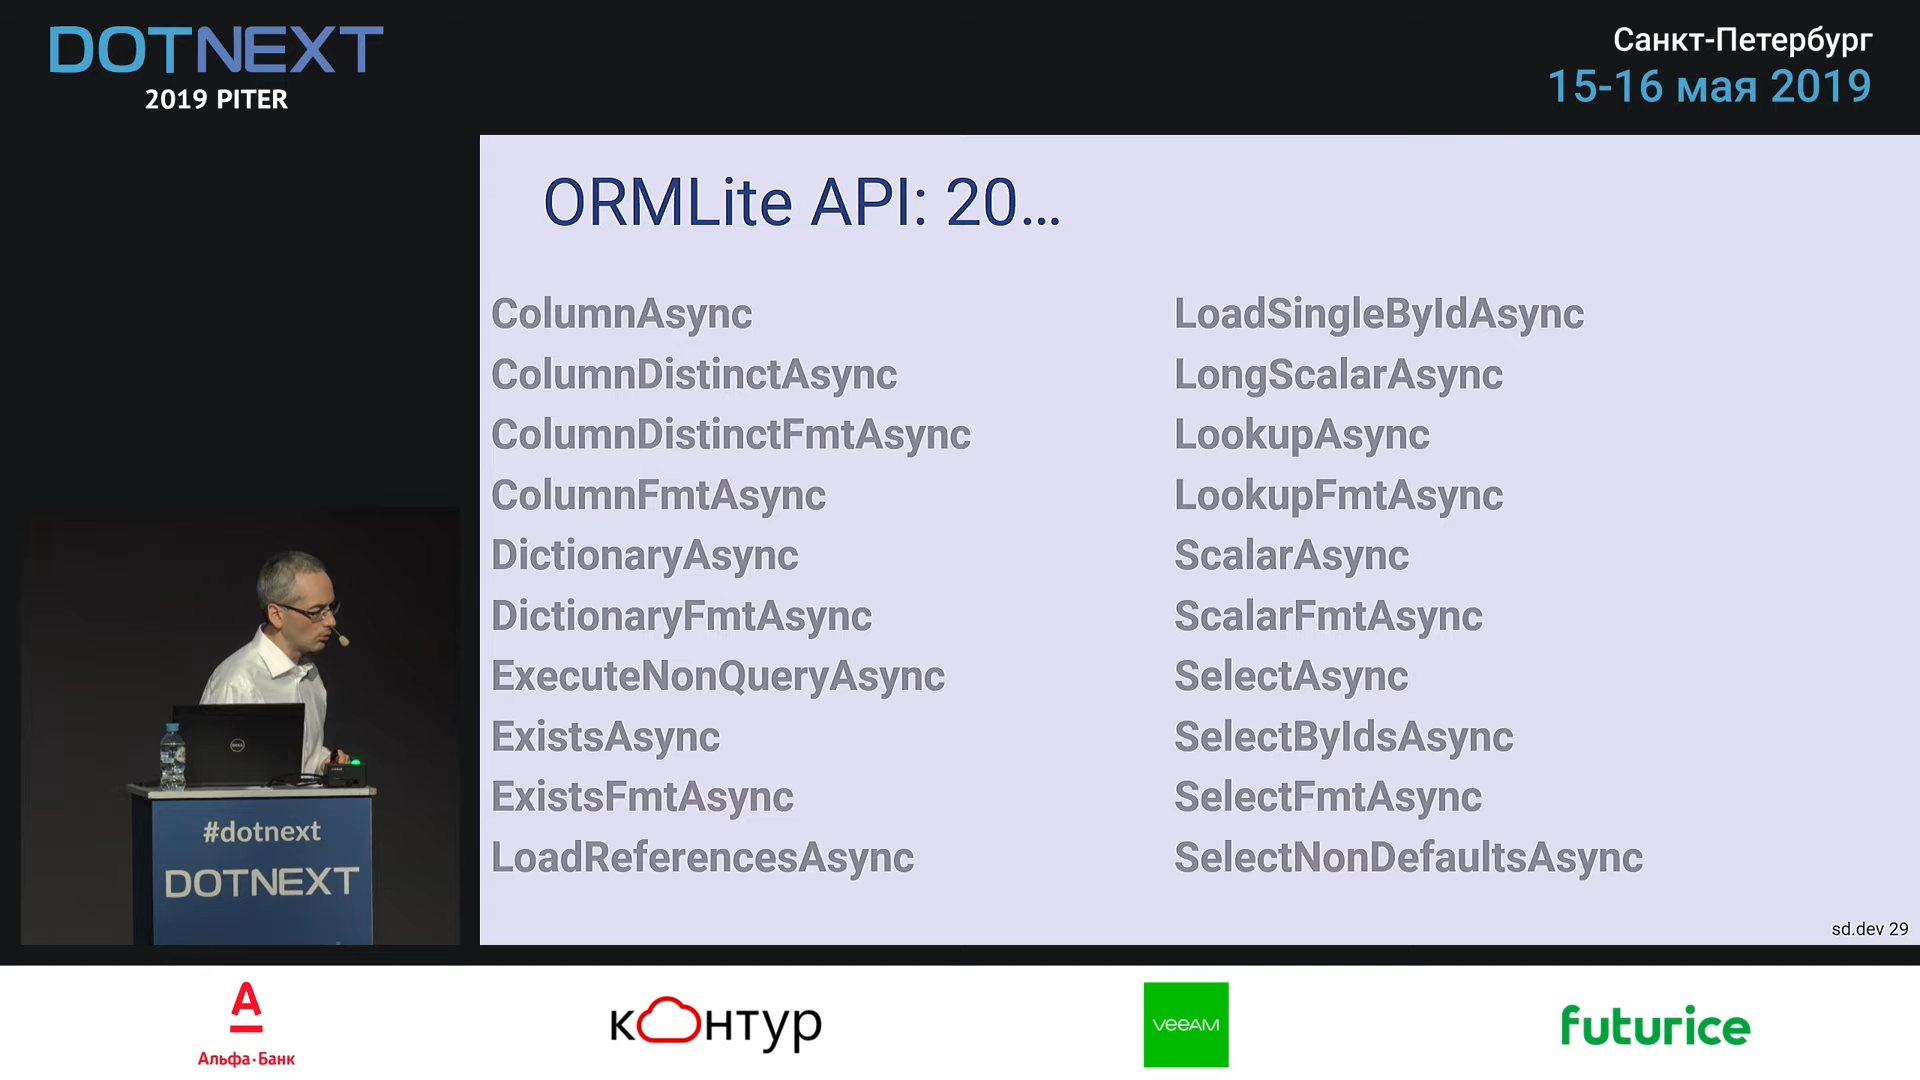 DOTNEXT
2019 PITER
Санкт-Петербург
15-16 мая 2019
ORMLite API: 20…
ColumnAsync
ColumnDistinctAsync
ColumnDistinctFmtAsync
ColumnFmtAsync
DictionaryAsync
DictionaryFmtAsync
ExecuteNonQueryAsync
ExistsAsync
ExistsFmtAsync
LoadReferencesAsync
LoadSingleByIdAsync
LongScalarAsync
LookupAsync
LookupFmtAsync
ScalarAsync
ScalarFmtAsync
SelectAsync
SelectByIdsAsync
SelectFmtAsync
SelectNonDefaultsAsync
sd.dev 29
DELL
#dotnext
DOTNEXT
А
Альфа·Банк
контур
veeam
futurice